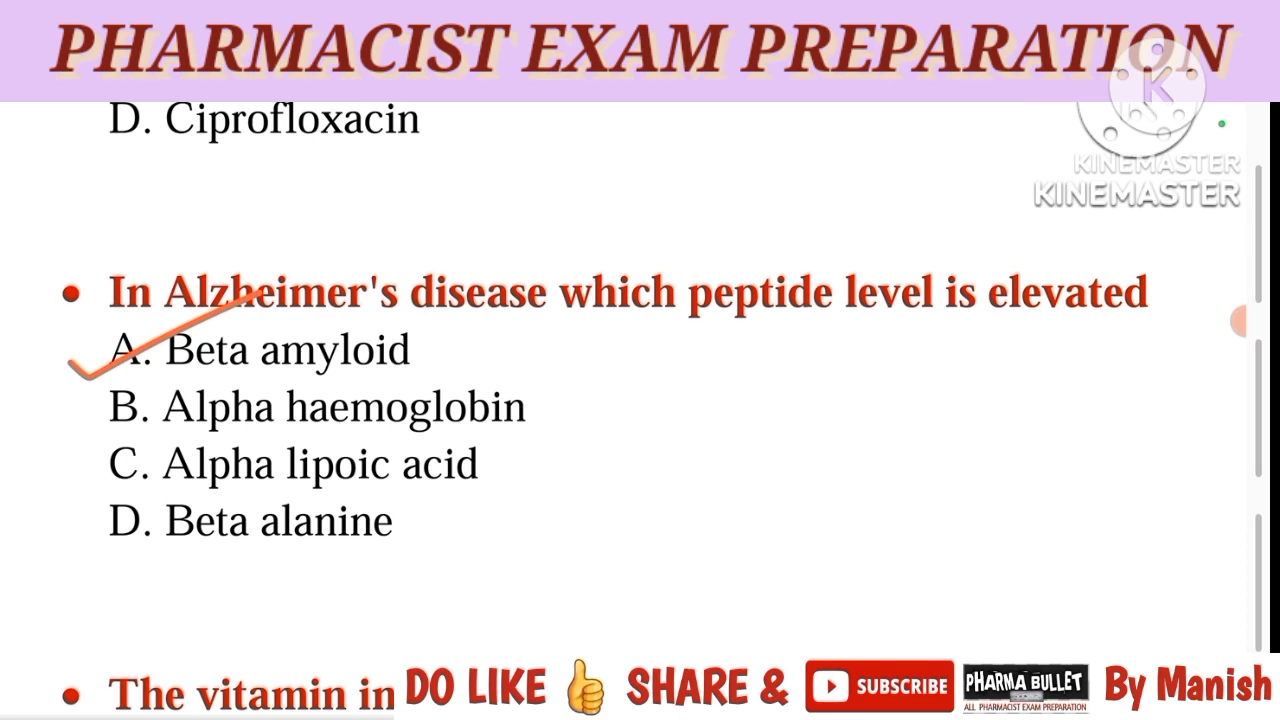 PHARMACIST EXAM PREPARATION
D. Ciprofloxacin
KINEMASTER
KINEMASTER
• In Alzheimer's disease which peptide level is elevated
A. Beta amyloid
B. Alpha haemoglobin
C. Alpha lipoic acid
D. Beta alanine
• The vitamin in
DO LIKE 👍 SHARE & SUBSCRIBE PHARMA BULLET By Manish
ALL PHARMACIST EXAM PREPARATION